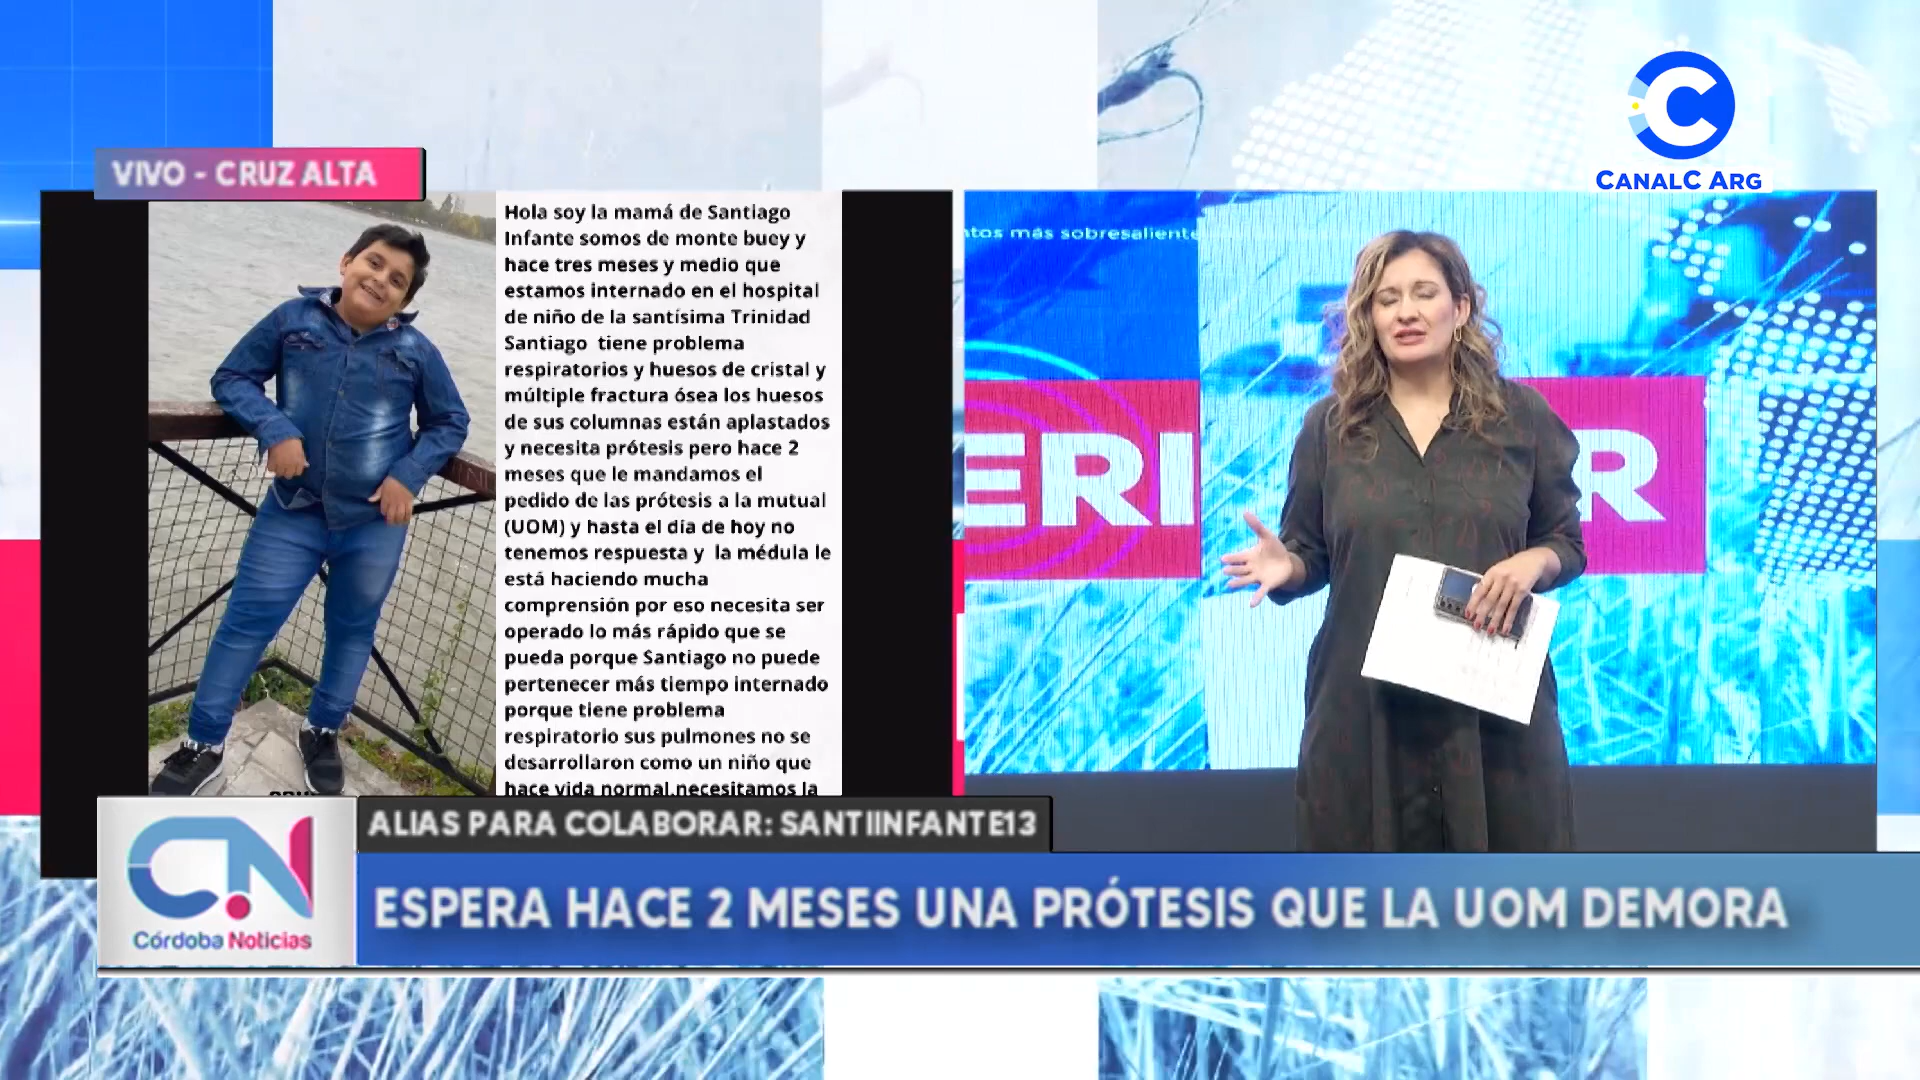 CANALC ARG
VIVO - CRUZ ALTA
Hola soy la mamá de Santiago
Infante somos de monte buey y
hace tres meses y medio que
estamos internado en el hospital
de niño de la santísima Trinidad
Santiago tiene problema
respiratorios y huesos de cristal y
múltiple fractura ósea los huesos
de sus columnas están aplastados
y necesita prótesis pero hace 2
meses que le mandamos el
pedido de las prótesis a la mutual
(UOM) y hasta el día de hoy no
tenemos respuesta y la médula le
está haciendo mucha
comprensión por eso necesita ser
operado lo más rápido que se
pueda porque Santiago no puede
pertenecer más tiempo internado
porque tiene problema
respiratorio sus pulmones no se
desarrollaron como un niño que
hace vida normal necesitamos la
ntos más sobresaliente
ERI
R
ALIAS PARA COLABORAR: SANTIINFANTE13
CN
Córdoba Noticias
ESPERA HACE 2 MESES UNA PRÓTESIS QUE LA UOM DEMORA